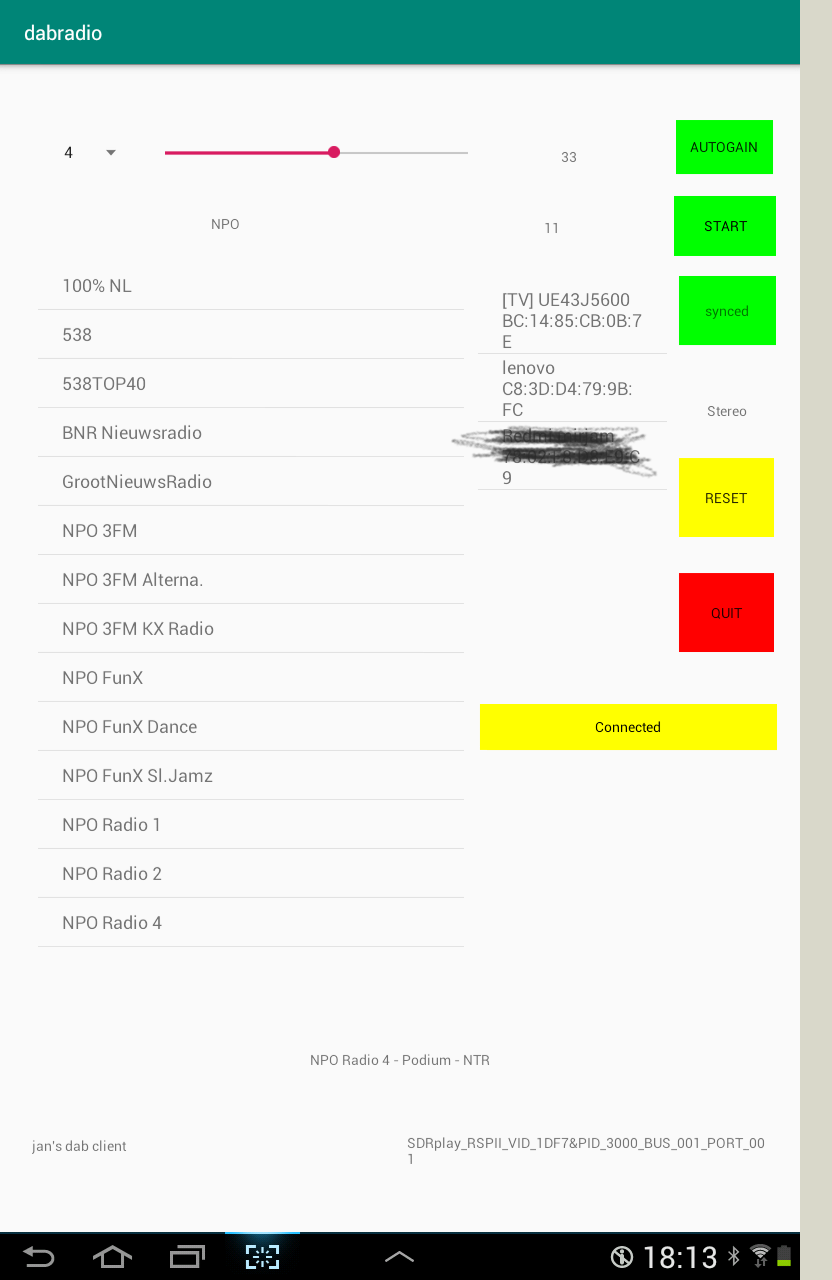 dabradio
4
33
AUTOGAIN
NPO
11
START
100% NL
538
538TOP40
BNR Nieuwsradio
GrootNieuwsRadio
NPO 3FM
NPO 3FM Alterna.
NPO 3FM KX Radio
NPO FunX
NPO FunX Dance
NPO FunX Sl.Jamz
NPO Radio 1
NPO Radio 2
NPO Radio 4
[TV] UE43J5600
BC:14:85:CB:0B:7
E
lenovo
C8:3D:D4:79:9B:
FC
9
synced
Stereo
RESET
QUIT
Connected
NPO Radio 4 - Podium - NTR
jan's dab client
SDRplay_RSPII_VID_1DF7&PID_3000_BUS_001_PORT_00
1
18:13